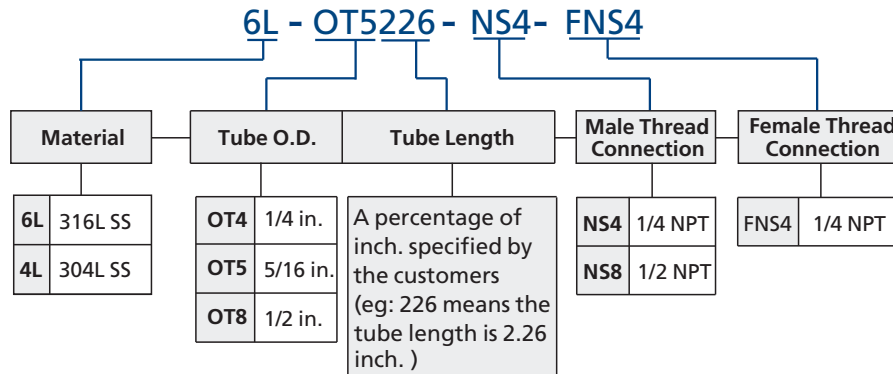 6L - OT5226 - NS4 - FNS4
Material
Tube O.D.
Tube Length
Male Thread
Connection
Female Thread
Connection
6L 316L SS
4L 304L SS
OT4 1/4 in.
OT5 5/16 in.
OT8 1/2 in.
A percentage of
inch. specified by
the customers
(eg: 226 means the
tube length is 2.26
inch. )
NS4 1/4 NPT
NS8 1/2 NPT
FNS4 1/4 NPT